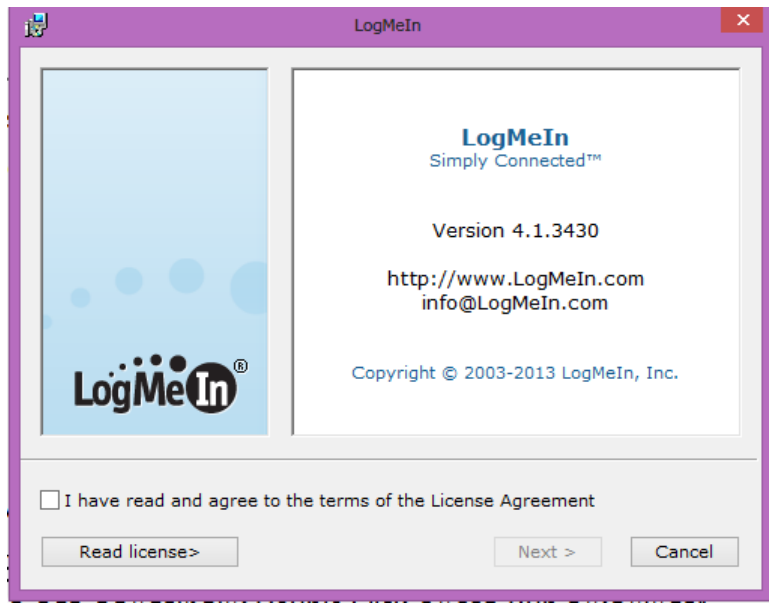 LogMeIn
LogMeIn
Simply Connected™
Version 4.1.3430
http://www.LogMeIn.com
info@LogMeIn.com
LogMeIn®
Copyright © 2003-2013 LogMeIn, Inc.
I have read and agree to the terms of the License Agreement
Read license>
Next >
Cancel